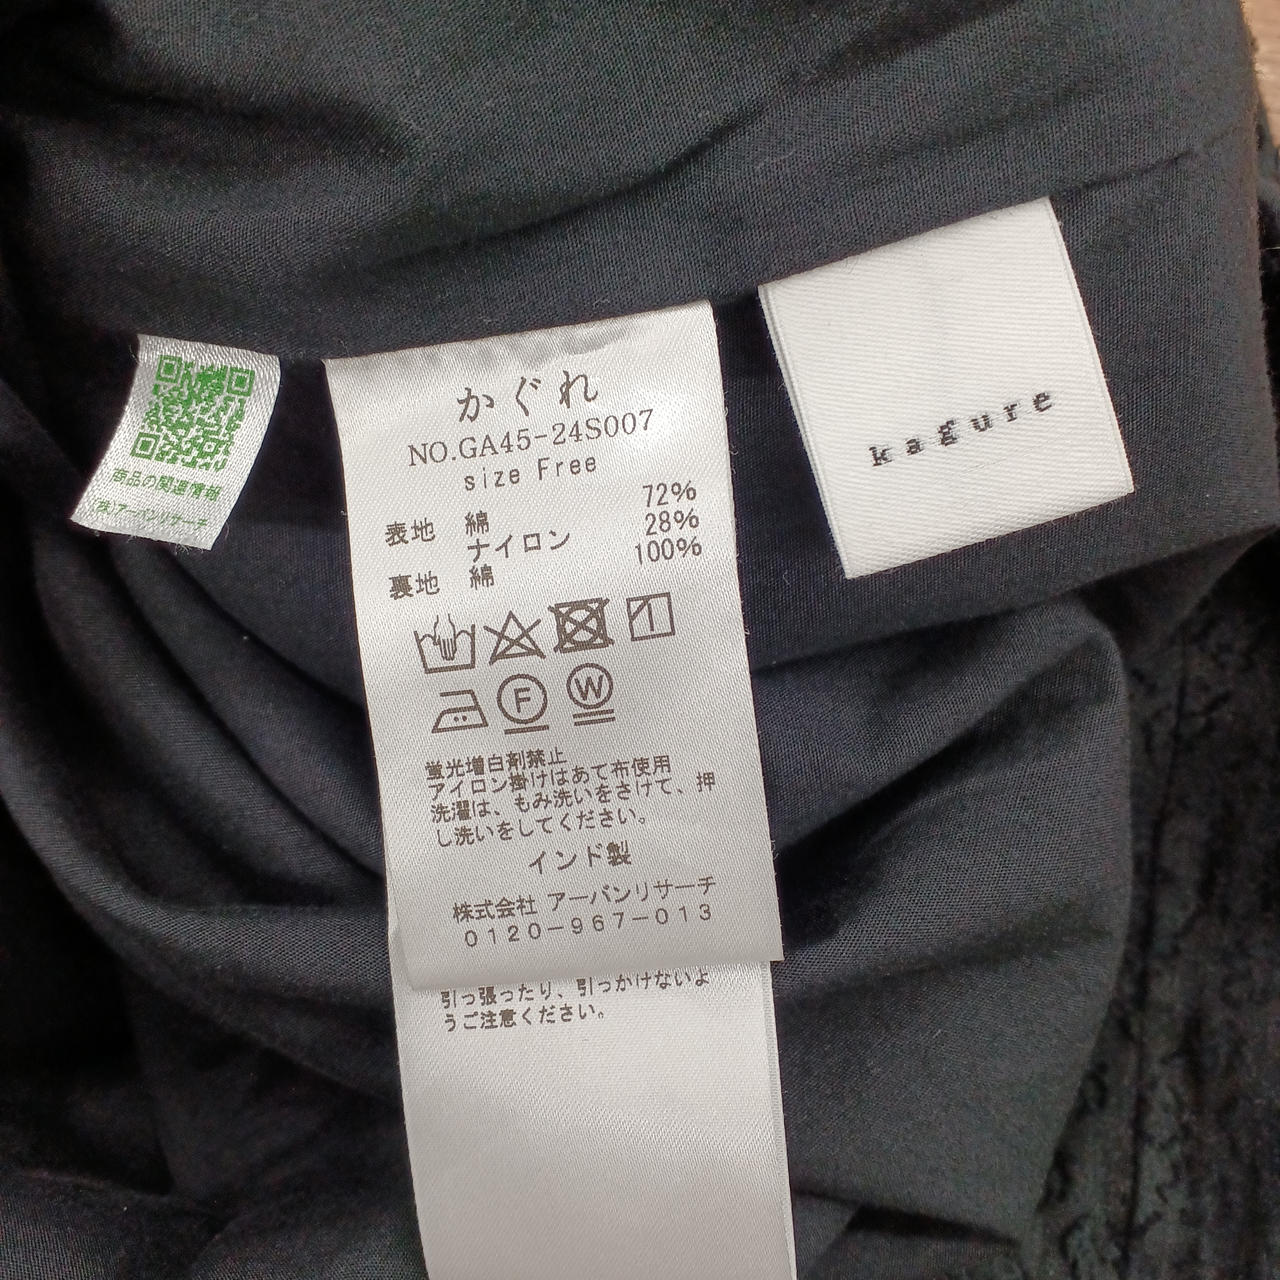 商品の関連情報
(株)アーバンリサーチ
かぐれ
NO.GA45-24S007
size Free
表地 綿 72%
ナイロン 28%
裏地 綿 100%
F
W
蛍光増白剤禁止
アイロン掛けはあて布使用
洗濯は、もみ洗いをさけて、押
し洗いをしてください。
インド製
株式会社 アーバンリサーチ
0120-967-013
引っ張ったり、引っかけないよ
うご注意ください。
kagure